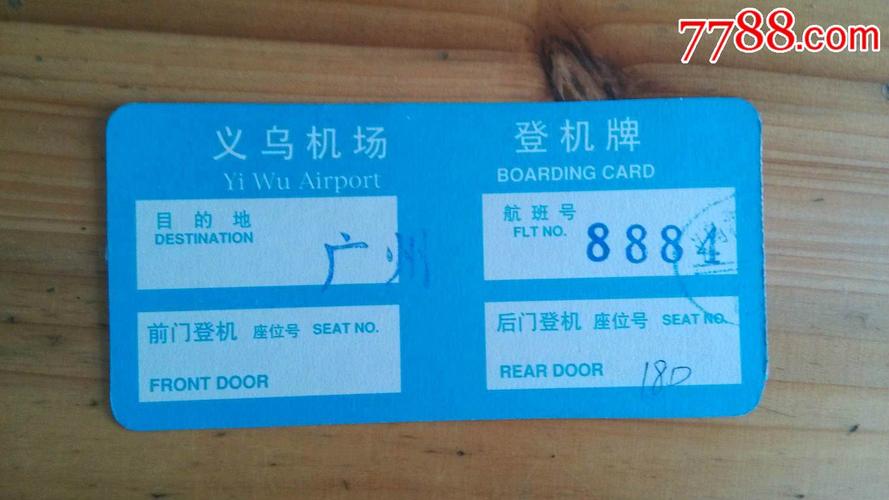 7788.com
义乌机场
Yi Wu Airport
登机牌
BOARDING CARD
目的地
DESTINATION
广州
航班号
FLT NO.
8884
前门登机 座位号 SEAT NO.
FRONT DOOR
后门登机 座位号 SEAT NO.
REAR DOOR
18D